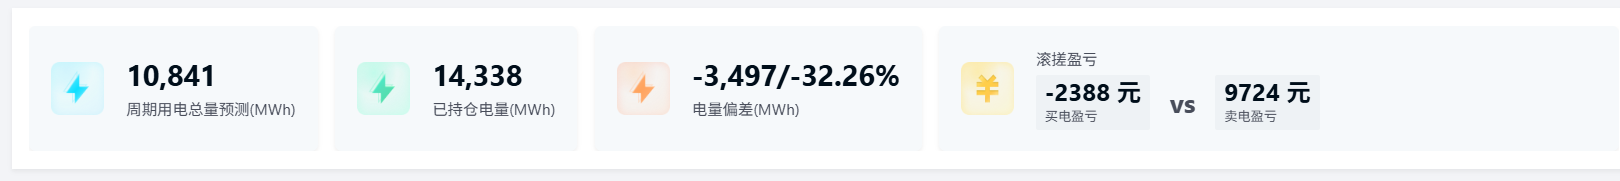 10,841
周期用电总量预测(MWh)
14,338
已持仓电量(MWh)
-3,497/-32.26%
电量偏差(MWh)
¥
滚搓盈亏
-2388 元
买电盈亏
vs
9724 元
卖电盈亏